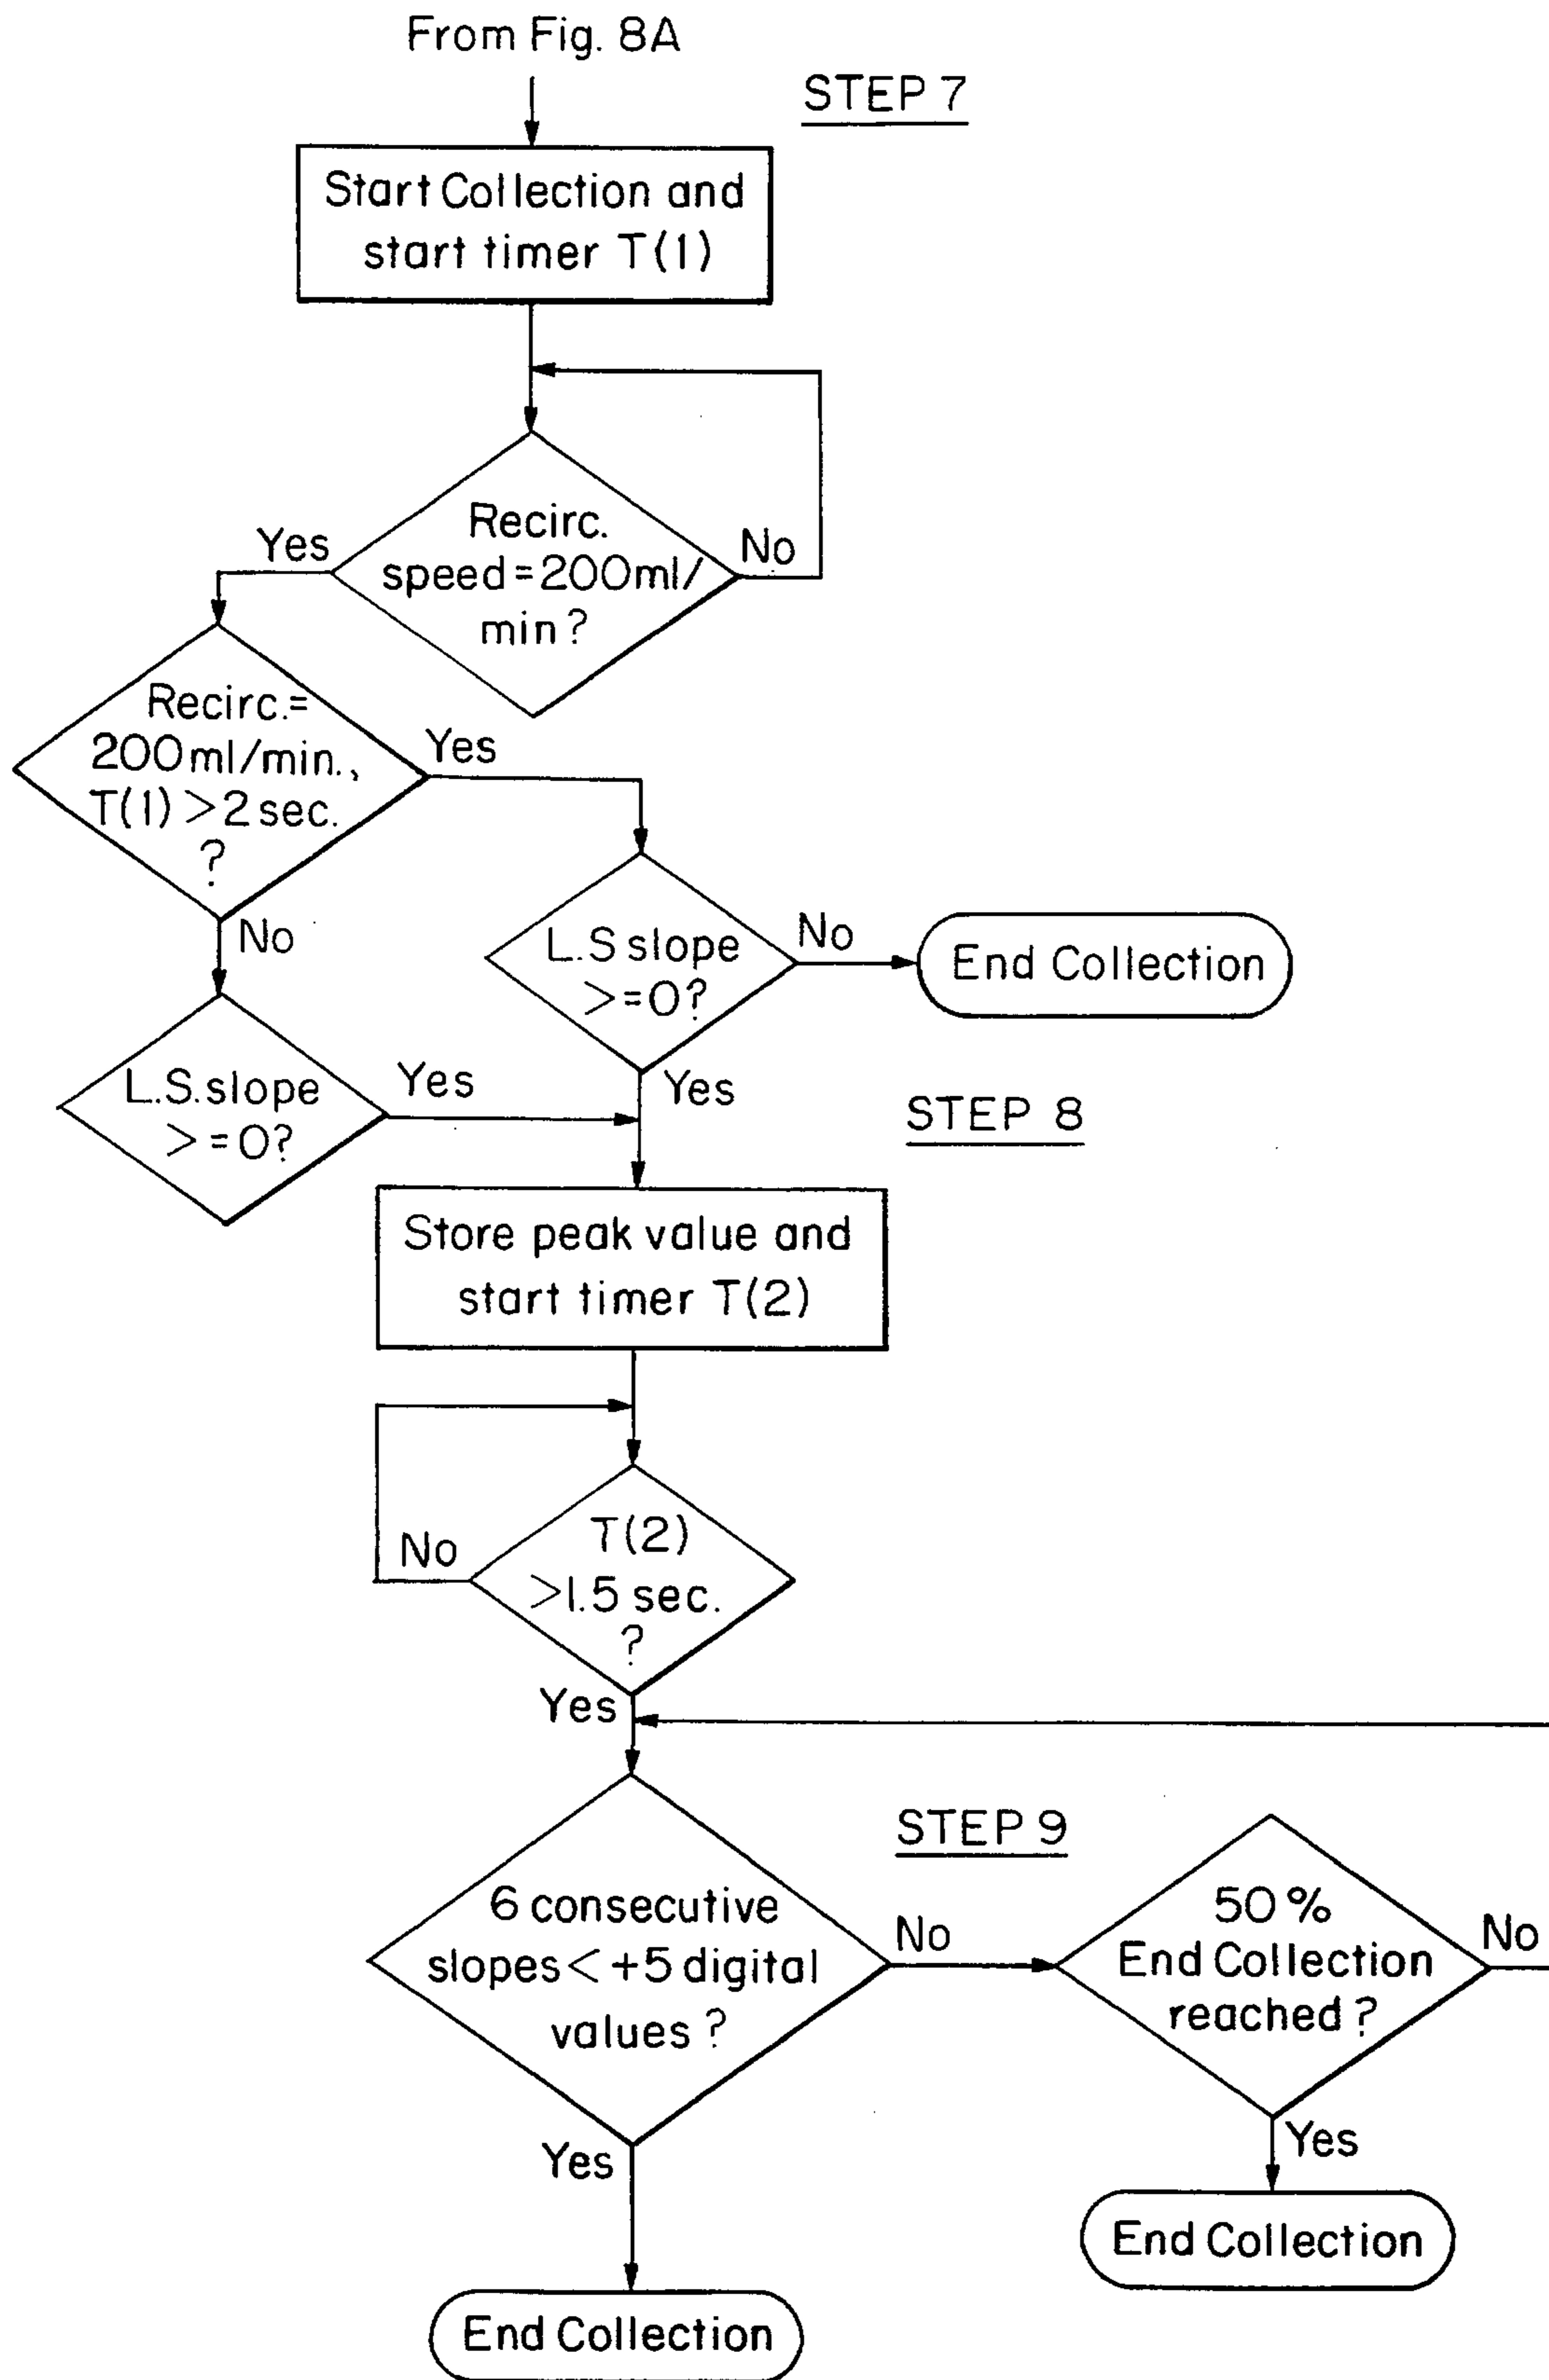 From Fig. 8A
STEP 7
Start Collection and
start timer T(1)
Recirc.
speed=200ml/
min?
Yes
No
Recirc.=
200ml/min.,
T(1) >2 sec.
?
Yes
No
L.S slope
>=0?
No
End Collection
Yes
L.S. slope
>=0?
Yes
STEP 8
Store peak value and
start timer T(2)
T(2)
>1.5 sec.
?
No
Yes
STEP 9
6 consecutive
slopes< +5 digital
values?
No
50%
End Collection
reached?
No
Yes
End Collection
Yes
End Collection